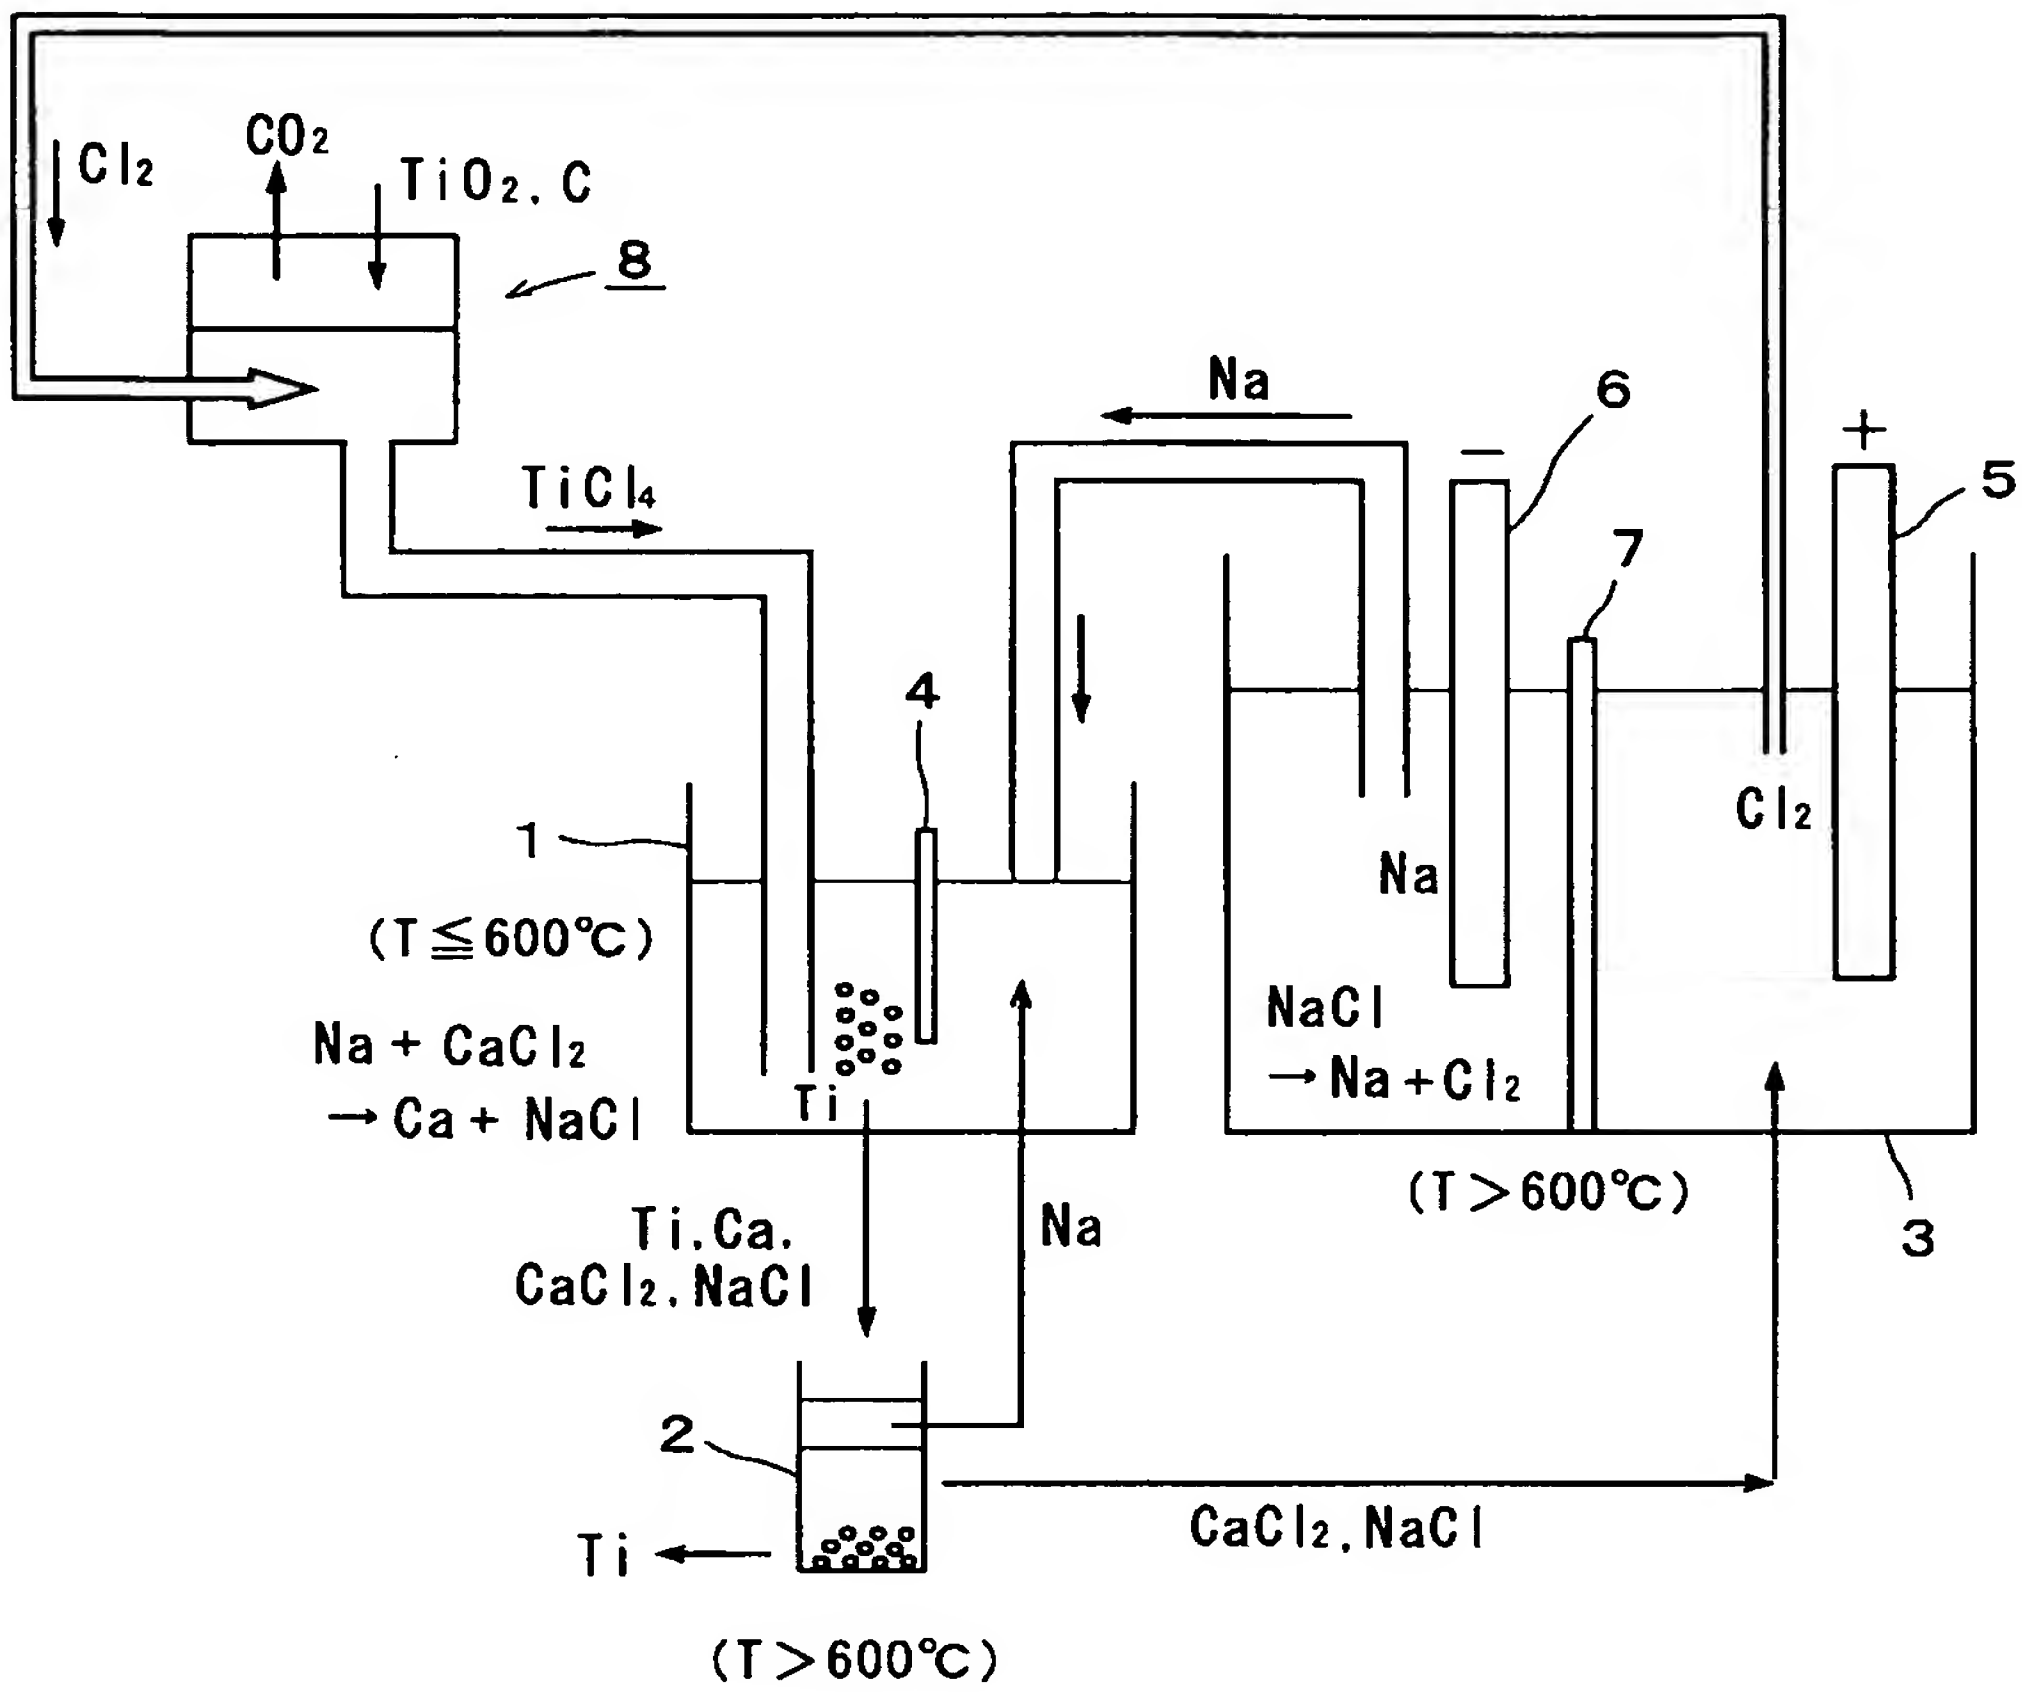 CO2
Cl2
TiO2, C
8
Na
6
+
−
5
TiCl4
7
4
Cl2
1
Na
(T≦600℃)
NaCl
→Na+Cl2
Na+CaCl2
→Ca+NaCl
Ti
(T>600℃)
3
Ti, Ca,
CaCl2, NaCl
Na
2
CaCl2, NaCl
Ti
(T>600℃)